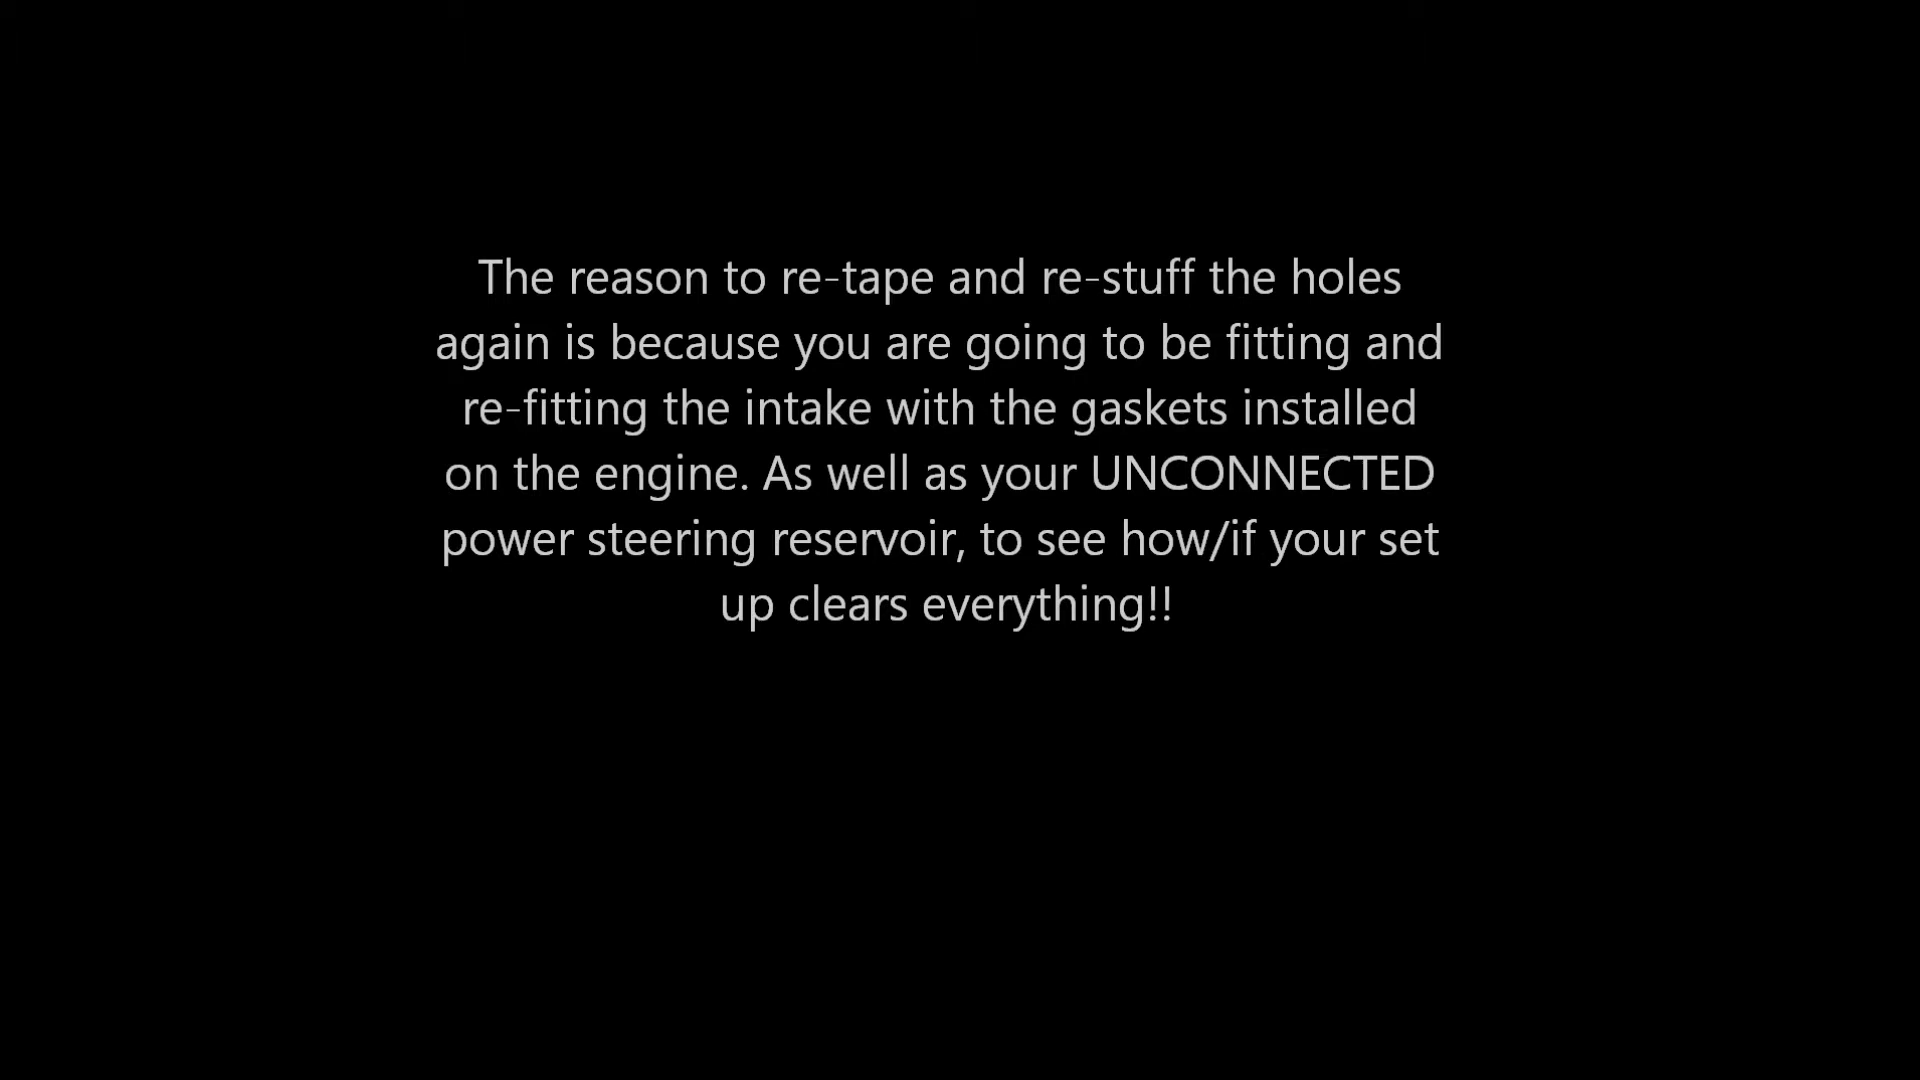 The reason to re-tape and re-stuff the holes
again is because you are going to be fitting and
re-fitting the intake with the gaskets installed
on the engine. As well as your UNCONNECTED
power steering reservoir, to see how/if your set
up clears everything!!